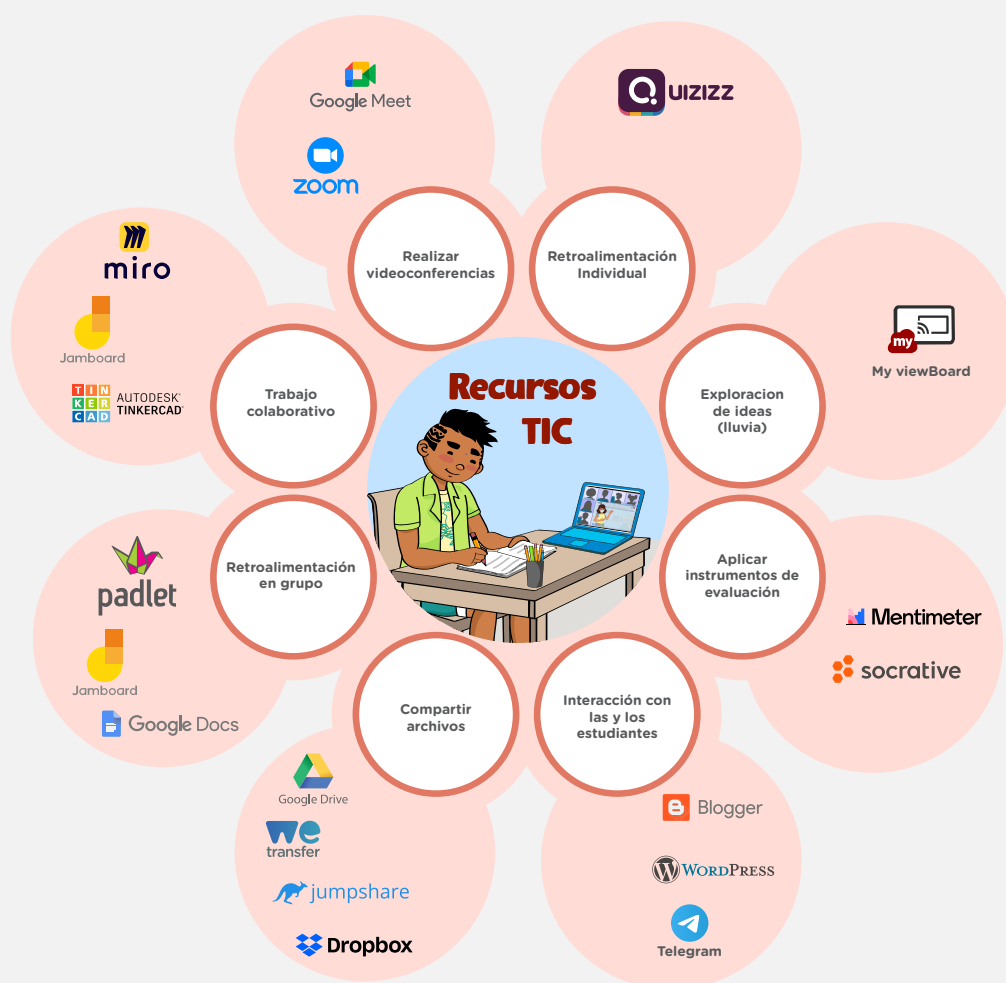 Google Meet
zoom
Realizar
videoconferencias
QUIZIZZ
Retroalimentación
Individual
my
My viewBoard
Exploracion
de ideas
(lluvia)
Mentimeter
socrative
Aplicar
instrumentos de
evaluación
Blogger
WORDPRESS
Telegram
Interacción con
las y los
estudiantes
Compartir
archivos
Google Drive
we
transfer
jumpshare
Dropbox
Retroalimentación
en grupo
padlet
Jamboard
Google Docs
Trabajo
colaborativo
miro
Jamboard
TIN
KER
CAD
AUTODESK
TINKERCAD
Recursos
TIC